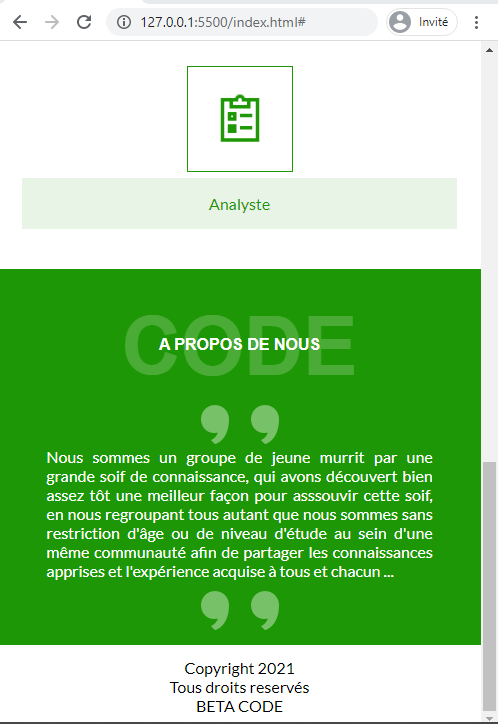 127.0.0.1:5500/index.html#
Invité
Analyste
CODE
A PROPOS DE NOUS
Nous sommes un groupe de jeune murrit par une
grande soif de connaissance, qui avons découvert bien
assez tôt une meilleur façon pour asssouvir cette soif,
en nous regroupant tous autant que nous sommes sans
restriction d'âge ou de niveau d'étude au sein d'une
même communauté afin de partager les connaissances
apprises et l'expérience acquise à tous et chacun ...
Copyright 2021
Tous droits reservés
BETA CODE